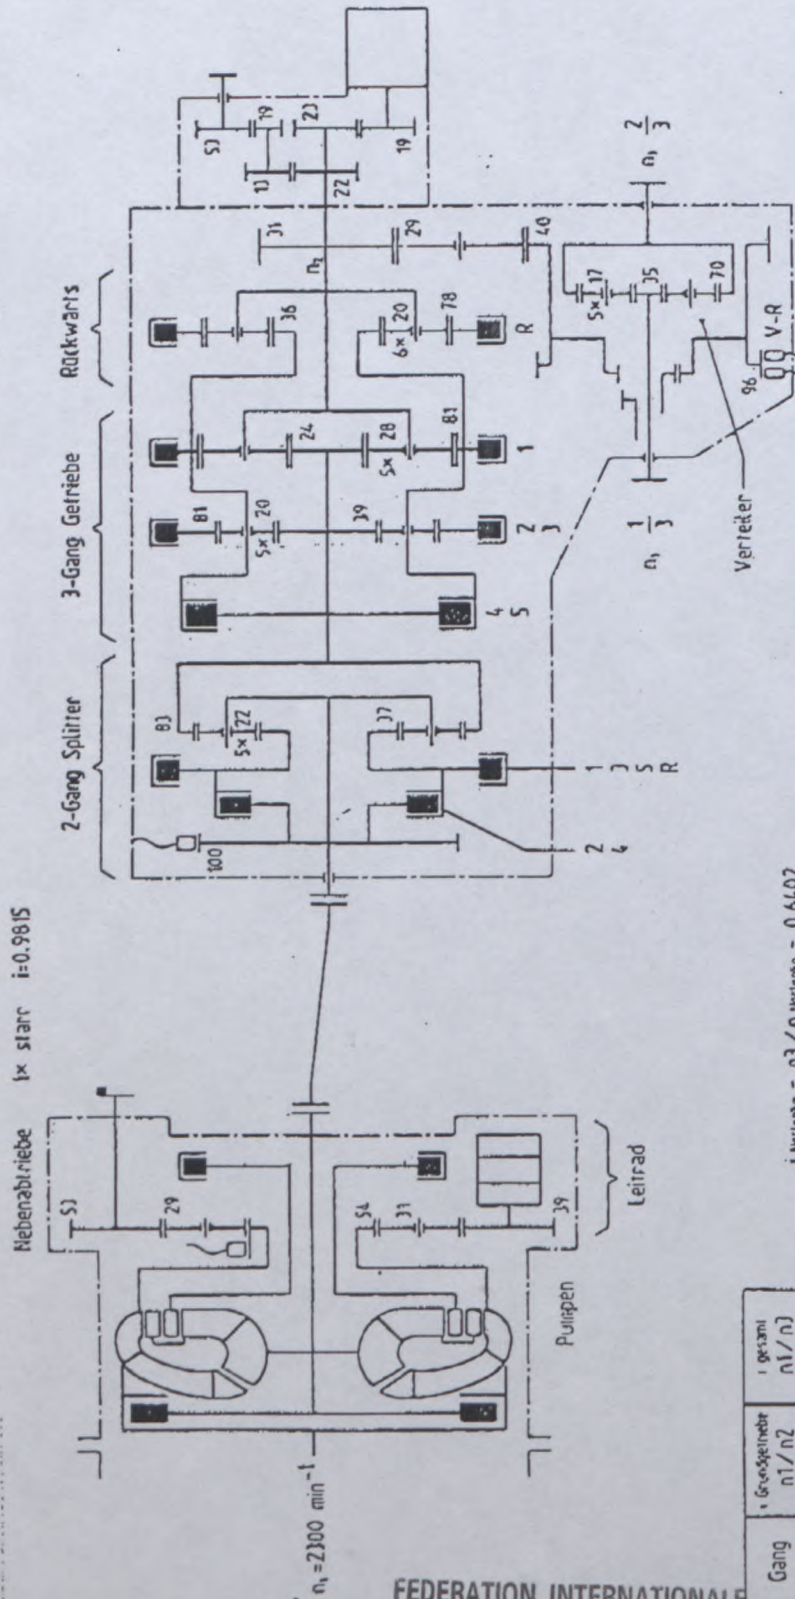 Nebenabtriebe 1x starr i=0.9815
2-Gang Splitter
3-Gang Getriebe
Rückwärts
53
29
54
31
39
Leitrad
Pumpen
n₁ = 2300 min⁻¹
100
83
5x 22
37
2
4
1
3
5
R
4
5
81
5x 20
39
2
3
24
28
5x
81
1
36
6x 20
78
R
n₂
31
29
40
53
19
23
13
22
19
5x 17
35
70
96
V-R
Verteiler
n₃ 1/3
n₃ 2/3
Gang
i Grundgetriebe
n1/n2
i gesamt
n1/n3
FEDERATION INTERNATIONALE